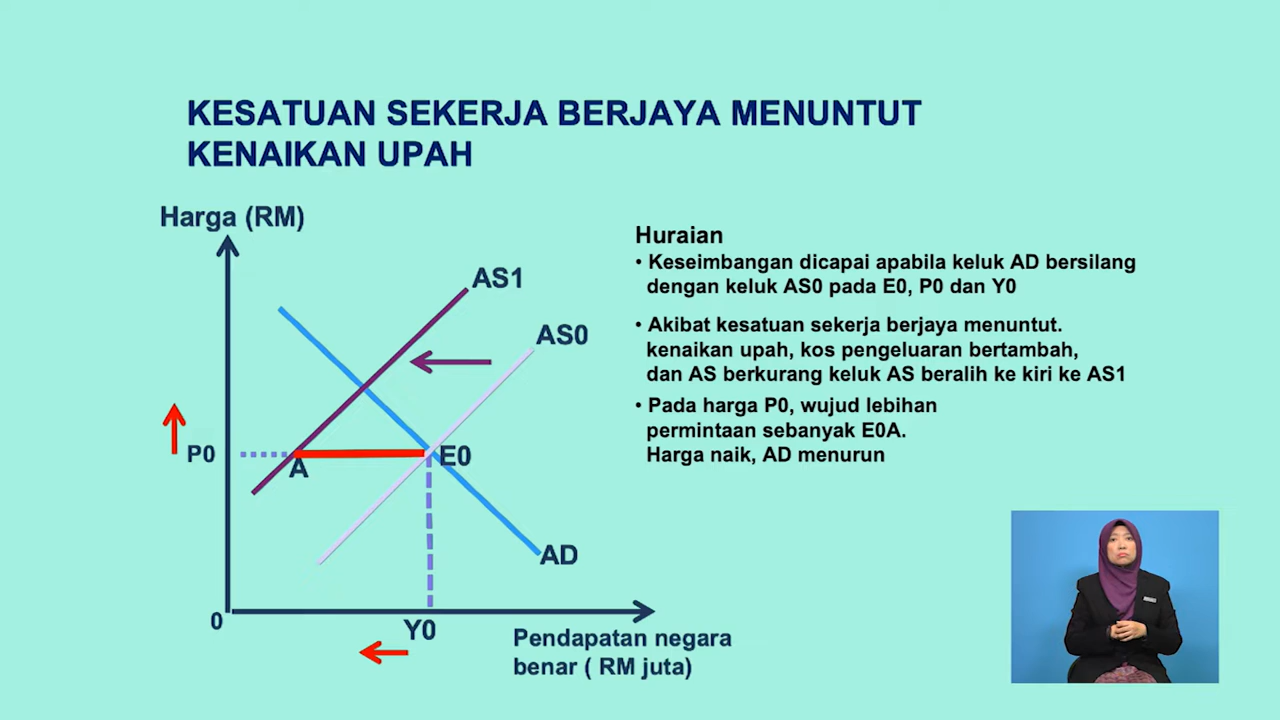 KESATUAN SEKERJA BERJAYA MENUNTUT
KENAIKAN UPAH
Harga (RM)
AS1
AS0
P0
A
E0
AD
0
Y0
Pendapatan negara
benar ( RM juta)
Huraian
• Keseimbangan dicapai apabila keluk AD bersilang
dengan keluk AS0 pada E0, P0 dan Y0
• Akibat kesatuan sekerja berjaya menuntut.
kenaikan upah, kos pengeluaran bertambah,
dan AS berkurang keluk AS beralih ke kiri ke AS1
• Pada harga P0, wujud lebihan
permintaan sebanyak E0A.
Harga naik, AD menurun